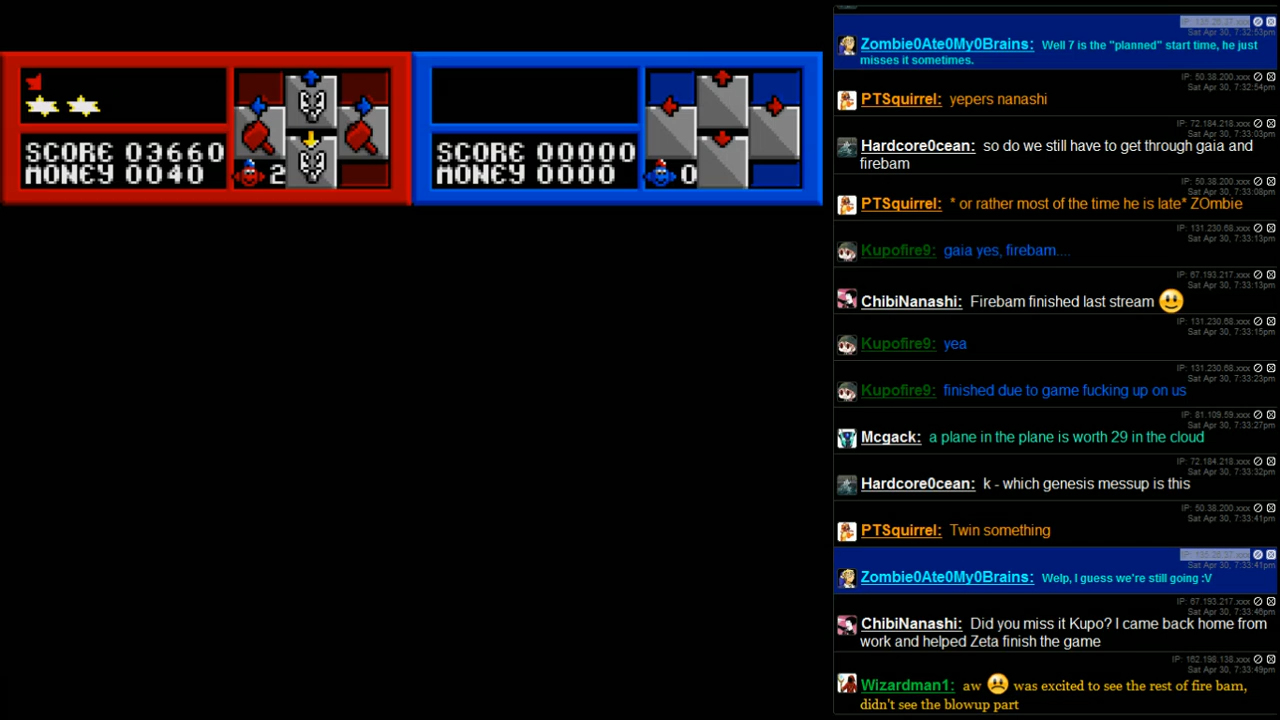 SCORE 03660
MONEY 0040
2
SCORE 00000
MONEY 0000
0
Sat Apr 30, 7:32:53pm
Zombie0Ate0My0Brains: Well 7 is the "planned" start time, he just
misses it sometimes.
IP: 50.38.200.xxx
Sat Apr 30, 7:32:54pm
PTSquirrel: yepers nanashi
IP: 72.184.218.xxx
Sat Apr 30, 7:33:03pm
Hardcore0cean: so do we still have to get through gaia and
firebam
IP: 50.38.200.xxx
Sat Apr 30, 7:33:08pm
PTSquirrel: * or rather most of the time he is late* ZOmbie
IP: 131.230.68.xxx
Sat Apr 30, 7:33:13pm
Kupofire9: gaia yes, firebam....
IP: 67.193.217.xxx
Sat Apr 30, 7:33:13pm
ChibiNanashi: Firebam finished last stream
IP: 131.230.68.xxx
Sat Apr 30, 7:33:15pm
Kupofire9: yea
IP: 131.230.68.xxx
Sat Apr 30, 7:33:23pm
Kupofire9: finished due to game fucking up on us
IP: 81.109.59.xxx
Sat Apr 30, 7:33:27pm
Mcgack: a plane in the plane is worth 29 in the cloud
IP: 72.184.218.xxx
Sat Apr 30, 7:33:32pm
Hardcore0cean: k - which genesis messup is this
IP: 50.38.200.xxx
Sat Apr 30, 7:33:41pm
PTSquirrel: Twin something
Sat Apr 30, 7:33:41pm
Zombie0Ate0My0Brains: Welp, I guess we're still going :V
IP: 67.193.217.xxx
Sat Apr 30, 7:33:46pm
ChibiNanashi: Did you miss it Kupo? I came back home from
work and helped Zeta finish the game
IP: 162.198.138.xxx
Sat Apr 30, 7:33:49pm
Wizardman1: aw was excited to see the rest of fire bam,
didn't see the blowup part